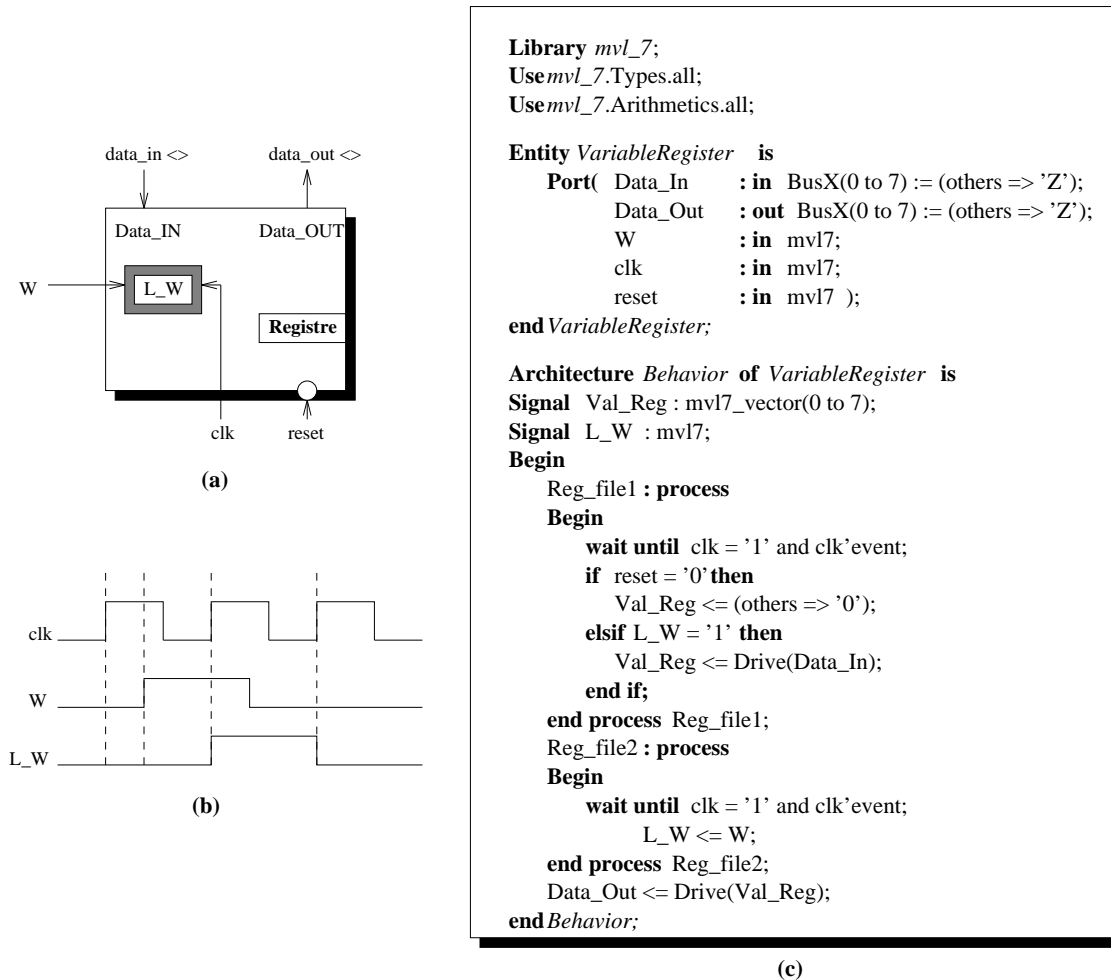 data_in <>
data_out <>
Data_IN
Data_OUT
W
L_W
Registre
clk
reset
(a)
clk
W
L_W
(b)
Library mvl_7;
Use mvl_7.Types.all;
Use mvl_7.Arithmetics.all;
Entity VariableRegister is
Port( Data_In : in BusX(0 to 7) := (others => 'Z');
Data_Out : out BusX(0 to 7) := (others => 'Z');
W : in mvl7;
clk : in mvl7;
reset : in mvl7 );
end VariableRegister;
Architecture Behavior of VariableRegister is
Signal Val_Reg : mvl7_vector(0 to 7);
Signal L_W : mvl7;
Begin
Reg_file1 : process
Begin
wait until clk = '1' and clk'event;
if reset = '0' then
Val_Reg <= (others => '0');
elsif L_W = '1' then
Val_Reg <= Drive(Data_In);
end if;
end process Reg_file1;
Reg_file2 : process
Begin
wait until clk = '1' and clk'event;
L_W <= W;
end process Reg_file2;
Data_Out <= Drive(Val_Reg);
end Behavior;
(c)